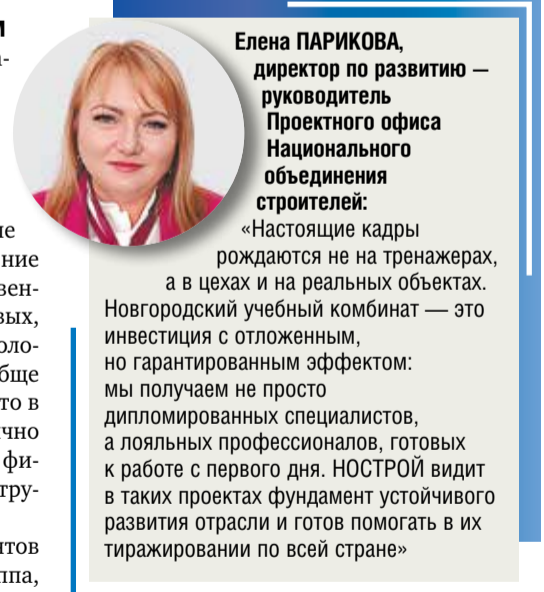 Елена ПАРИКОВА,
директор по развитию —
руководитель
Проектного офиса
Национального
объединения
строителей:
«Настоящие кадры
рождаются не на тренажерах,
а в цехах и на реальных объектах.
Новгородский учебный комбинат — это
инвестиция с отложенным,
но гарантированным эффектом:
мы получаем не просто
дипломированных специалистов,
а лояльных профессионалов, готовых
к работе с первого дня. НОСТРОЙ видит
в таких проектах фундамент устойчивого
развития отрасли и готов помогать в их
тиражировании по всей стране»